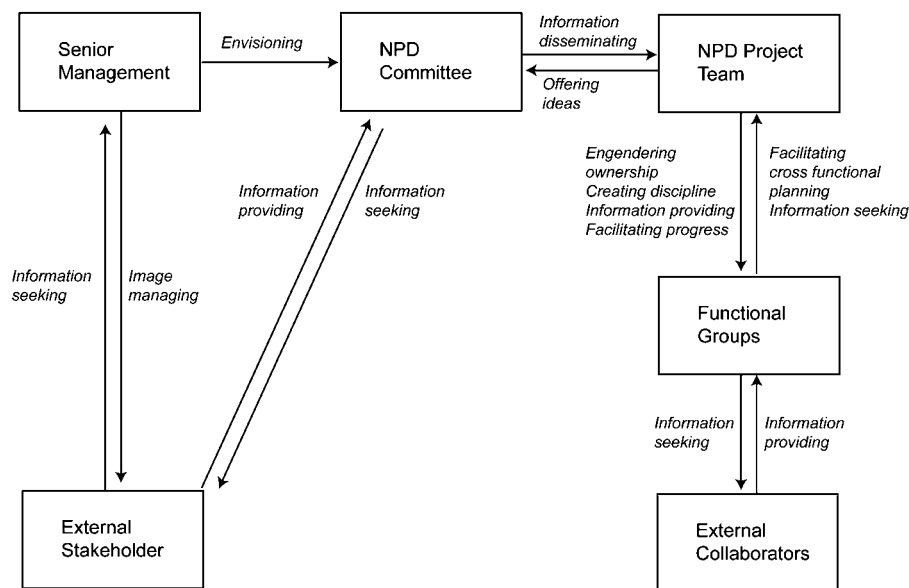 Senior
Management
Envisioning
NPD
Committee
Information
disseminating
Offering
ideas
NPD Project
Team
Engendering
ownership
Creating discipline
Information providing
Facilitating progress
Facilitating
cross functional
planning
Information seeking
Information
providing
Information
seeking
Information
seeking
Image
managing
Functional
Groups
Information
seeking
Information
providing
External
Stakeholder
External
Collaborators